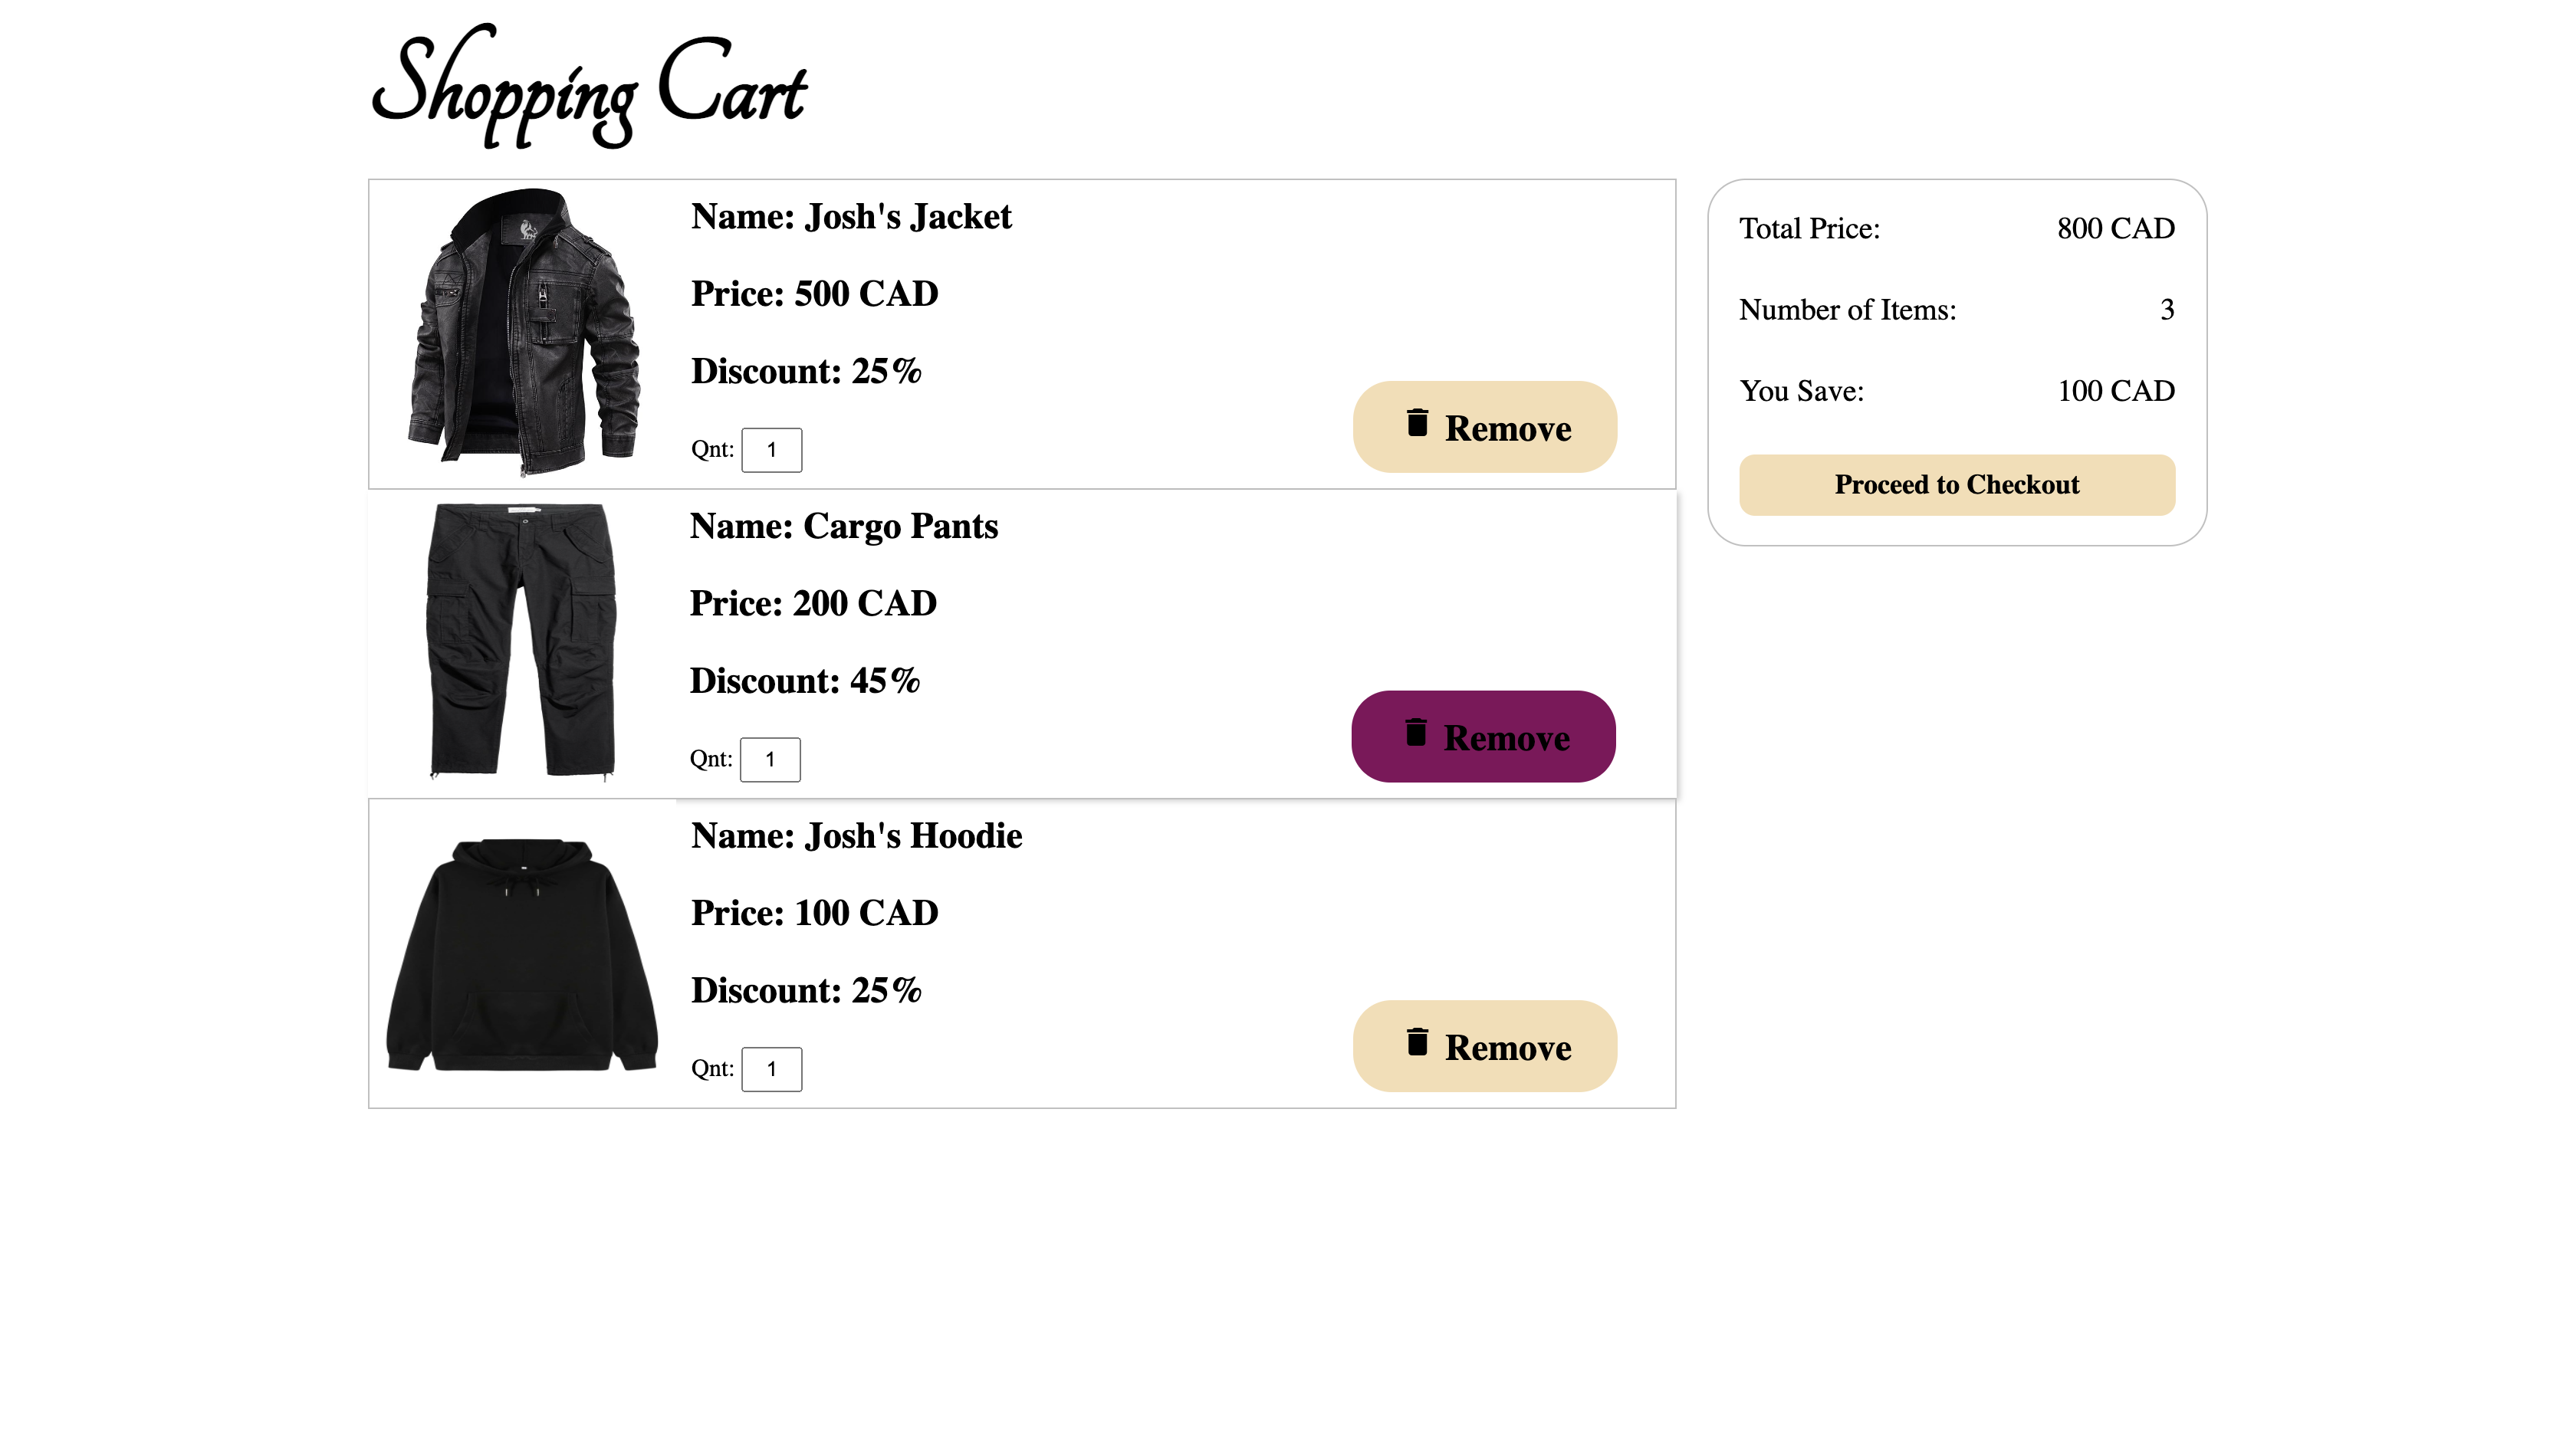 Shopping Cart
Name: Josh's Jacket
Price: 500 CAD
Discount: 25%
Qnt: 1
Remove
Name: Cargo Pants
Price: 200 CAD
Discount: 45%
Qnt: 1
Remove
Name: Josh's Hoodie
Price: 100 CAD
Discount: 25%
Qnt: 1
Remove
Total Price: 800 CAD
Number of Items: 3
You Save: 100 CAD
Proceed to Checkout